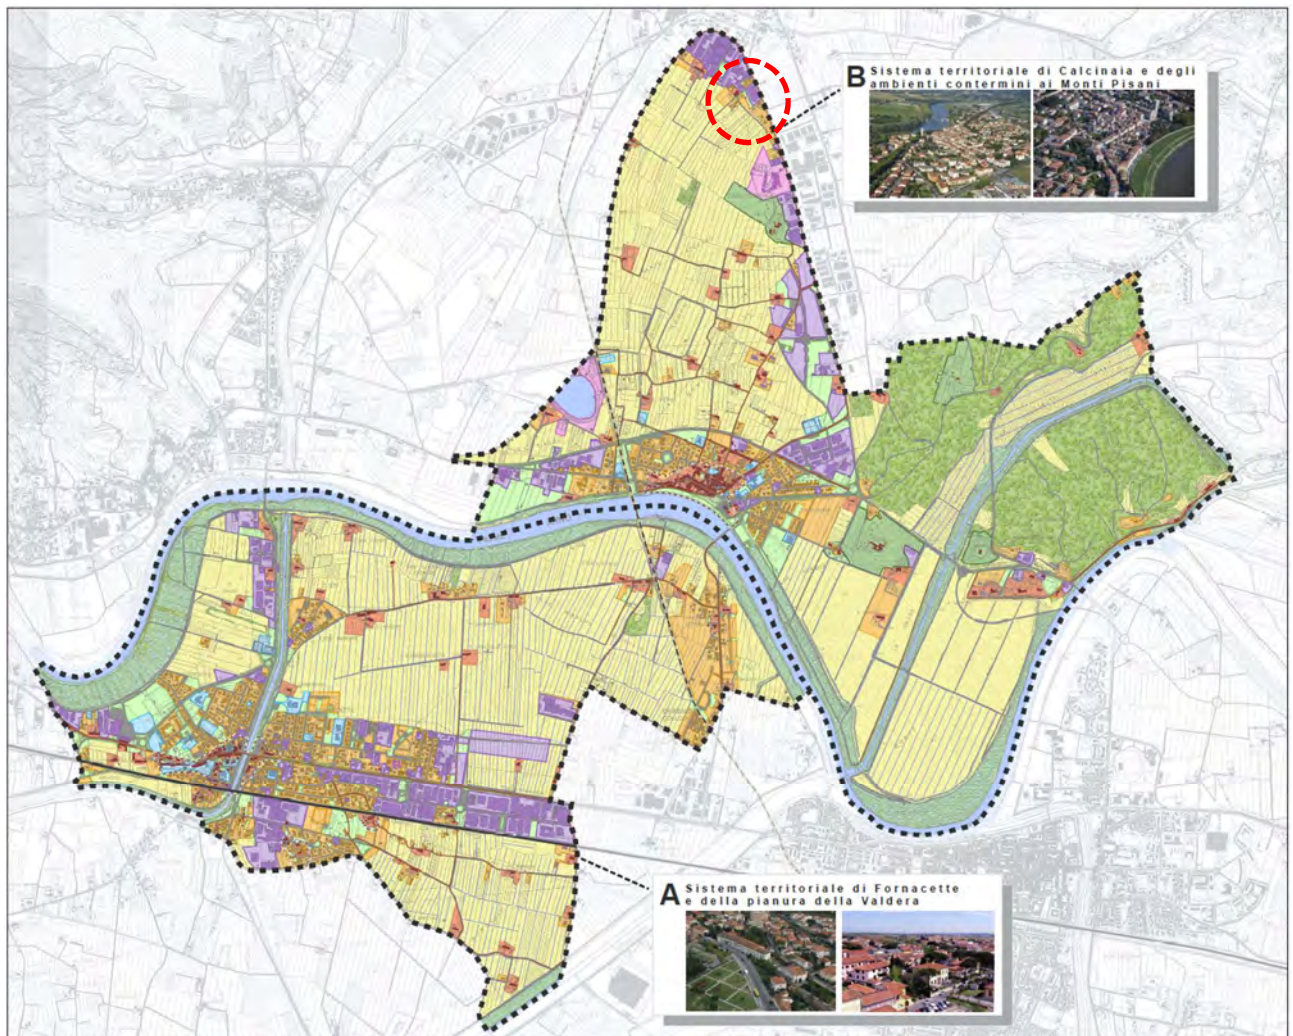 B Sistema territoriale di Calcinaia e degli
ambienti contermini ai Monti Pisani
A Sistema territoriale di Fornacette
e della pianura della Valdera